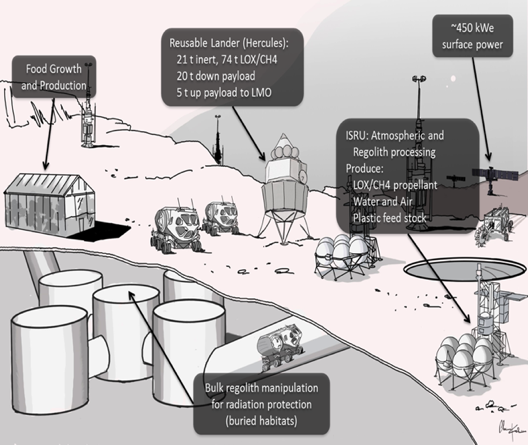 Food Growth
and Production
Reusable Lander (Hercules):
21 t inert, 74 t LOX/CH4
20 t down payload
5 t up payload to LMO
~450 kWe
surface power
ISRU: Atmospheric and
Regolith processing
Produce:
LOX/CH4 propellant
Water and Air
Plastic feed stock
Bulk regolith manipulation
for radiation protection
(buried habitats)